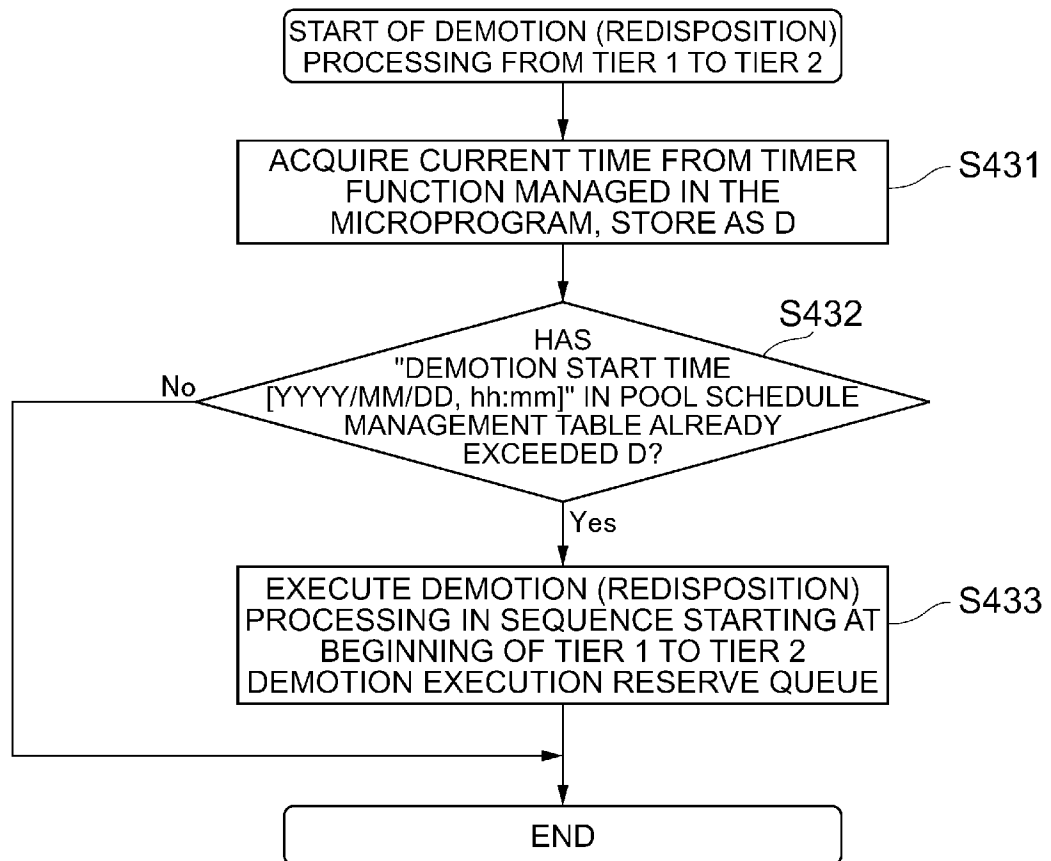 START OF DEMOTION (REDISPOSITION)
PROCESSING FROM TIER 1 TO TIER 2
ACQUIRE CURRENT TIME FROM TIMER
FUNCTION MANAGED IN THE
MICROPROGRAM, STORE AS D
S431
S432
HAS
"DEMOTION START TIME
[YYYY/MM/DD, hh:mm]" IN POOL SCHEDULE
MANAGEMENT TABLE ALREADY
EXCEEDED D?
No
Yes
EXECUTE DEMOTION (REDISPOSITION)
PROCESSING IN SEQUENCE STARTING AT
BEGINNING OF TIER 1 TO TIER 2
DEMOTION EXECUTION RESERVE QUEUE
S433
END